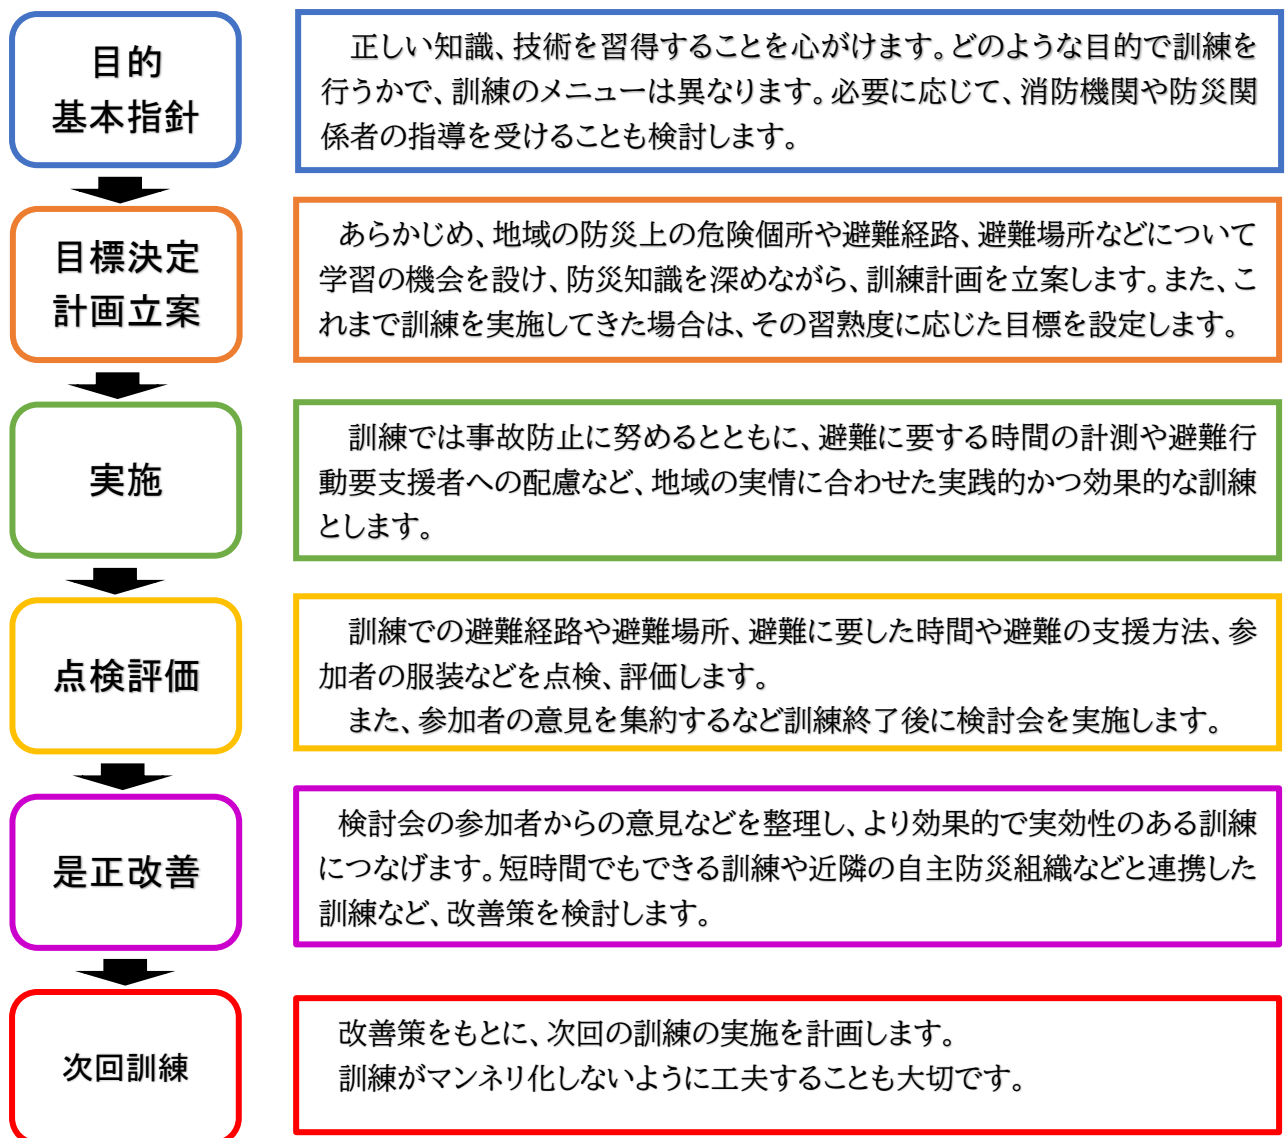 目的
基本指針
正しい知識、技術を習得することを心がけます。どのような目的で訓練を
行うかで、訓練のメニューは異なります。必要に応じて、消防機関や防災関
係者の指導を受けることも検討します。
目標決定
計画立案
あらかじめ、地域の防災上の危険個所や避難経路、避難場所などについて
学習の機会を設け、防災知識を深めながら、訓練計画を立案します。また、こ
れまで訓練を実施してきた場合は、その習熟度に応じた目標を設定します。
実施
訓練では事故防止に努めるとともに、避難に要する時間の計測や避難行
動要支援者への配慮など、地域の実情に合わせた実践的かつ効果的な訓練
とします。
点検評価
訓練での避難経路や避難場所、避難に要した時間や避難の支援方法、参
加者の服装などを点検、評価します。
また、参加者の意見を集約するなど訓練終了後に検討会を実施します。
是正改善
検討会の参加者からの意見などを整理し、より効果的で実効性のある訓練
につなげます。短時間でもできる訓練や近隣の自主防災組織などと連携した
訓練など、改善策を検討します。
次回訓練
改善策をもとに、次回の訓練の実施を計画します。
訓練がマンネリ化しないように工夫することも大切です。